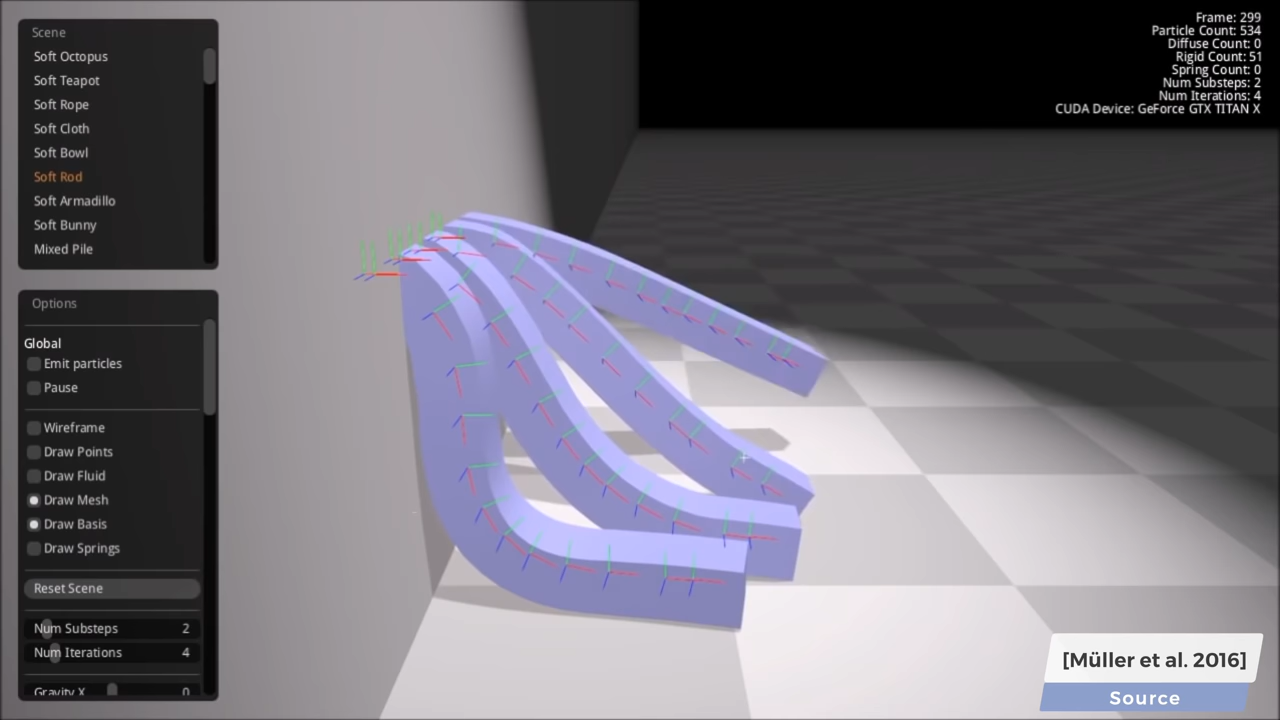 Scene
Soft Octopus
Soft Teapot
Soft Rope
Soft Cloth
Soft Bowl
Soft Rod
Soft Armadillo
Soft Bunny
Mixed Pile
Options
Global
Emit particles
Pause
Wireframe
Draw Points
Draw Fluid
Draw Mesh
Draw Basis
Draw Springs
Reset Scene
Num Substeps 2
Num Iterations 4
Gravity X 0
Frame: 299
Particle Count: 534
Diffuse Count: 0
Rigid Count: 51
Spring Count: 0
Num Substeps: 2
Num Iterations: 4
CUDA Device: GeForce GTX TITAN X
[Müller et al. 2016]
Source